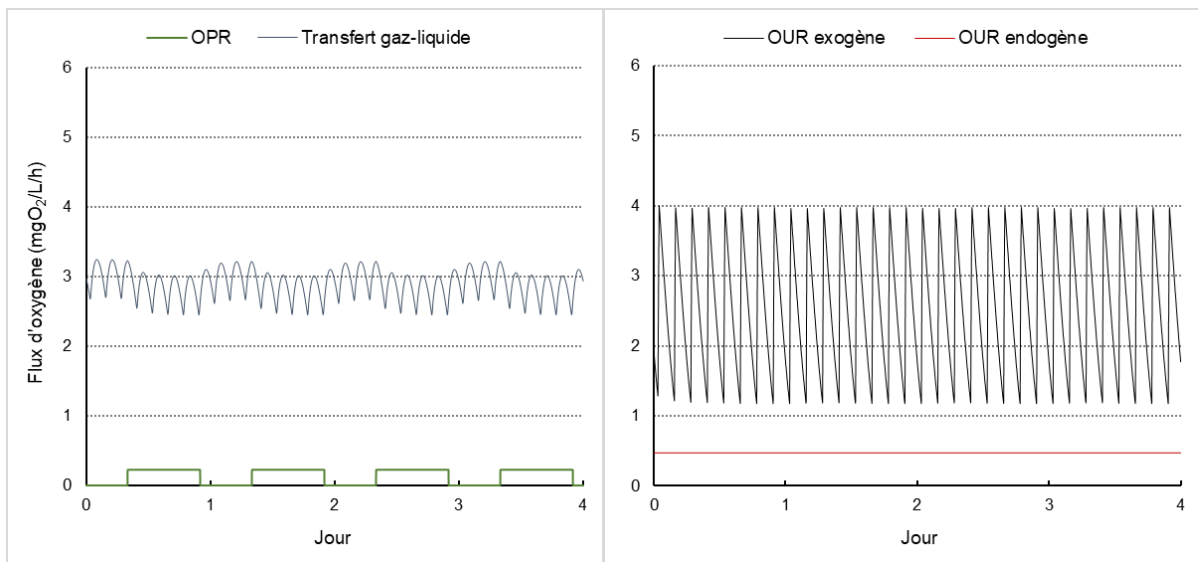 OPR Transfert gaz-liquide
6
5
4
3
2
1
0
Flux d'oxygène (mgO₂/L/h)
0 1 2 3 4
Jour
OUR exogène OUR endogène
6
5
4
3
2
1
0
0 1 2 3 4
Jour